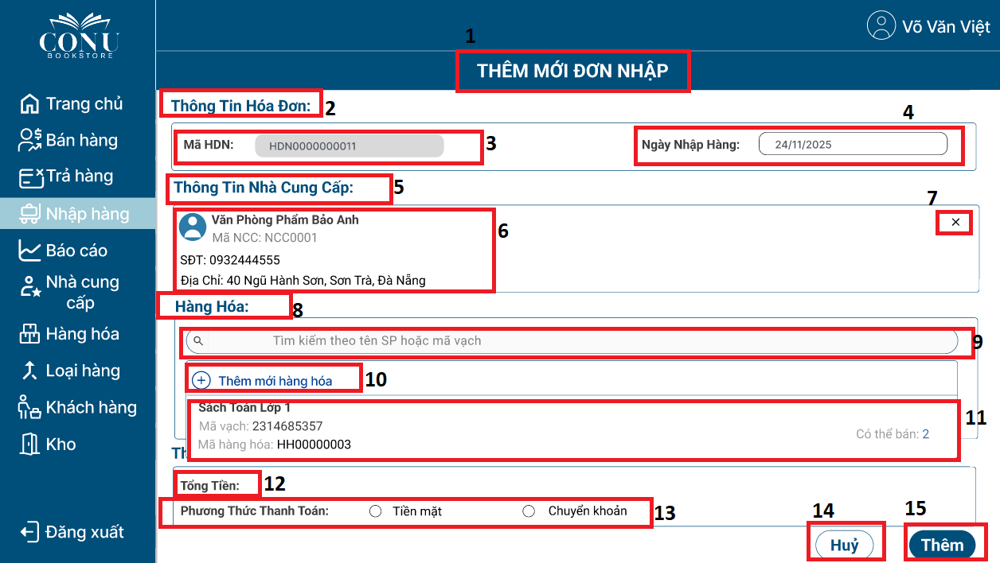 CONU
BOOKSTORE
Võ Văn Việt
1
THÊM MỚI ĐƠN NHẬP
Trang chủ
Bán hàng
Trả hàng
Nhập hàng
Báo cáo
Nhà cung
cấp
Hàng hóa
Loại hàng
Khách hàng
Kho
Đăng xuất
Thông Tin Hóa Đơn: 2
4
Mã HDN: HDN0000000011 3
Ngày Nhập Hàng: 24/11/2025
Thông Tin Nhà Cung Cấp: 5
7
Văn Phòng Phẩm Bảo Anh
Mã NCC: NCC0001
6
SĐT: 0932444555
Địa Chỉ: 40 Ngũ Hành Sơn, Sơn Trà, Đà Nẵng
Hàng Hóa: 8
Tìm kiếm theo tên SP hoặc mã vạch 9
Thêm mới hàng hóa 10
Sách Toán Lớp 1
11
Mã vạch: 2314685357
Có thể bán: 2
Mã hàng hóa: HH00000003
Th
Tổng Tiền: 12
Phương Thức Thanh Toán: Tiền mặt Chuyển khoản 13
14
15
Huỷ
Thêm